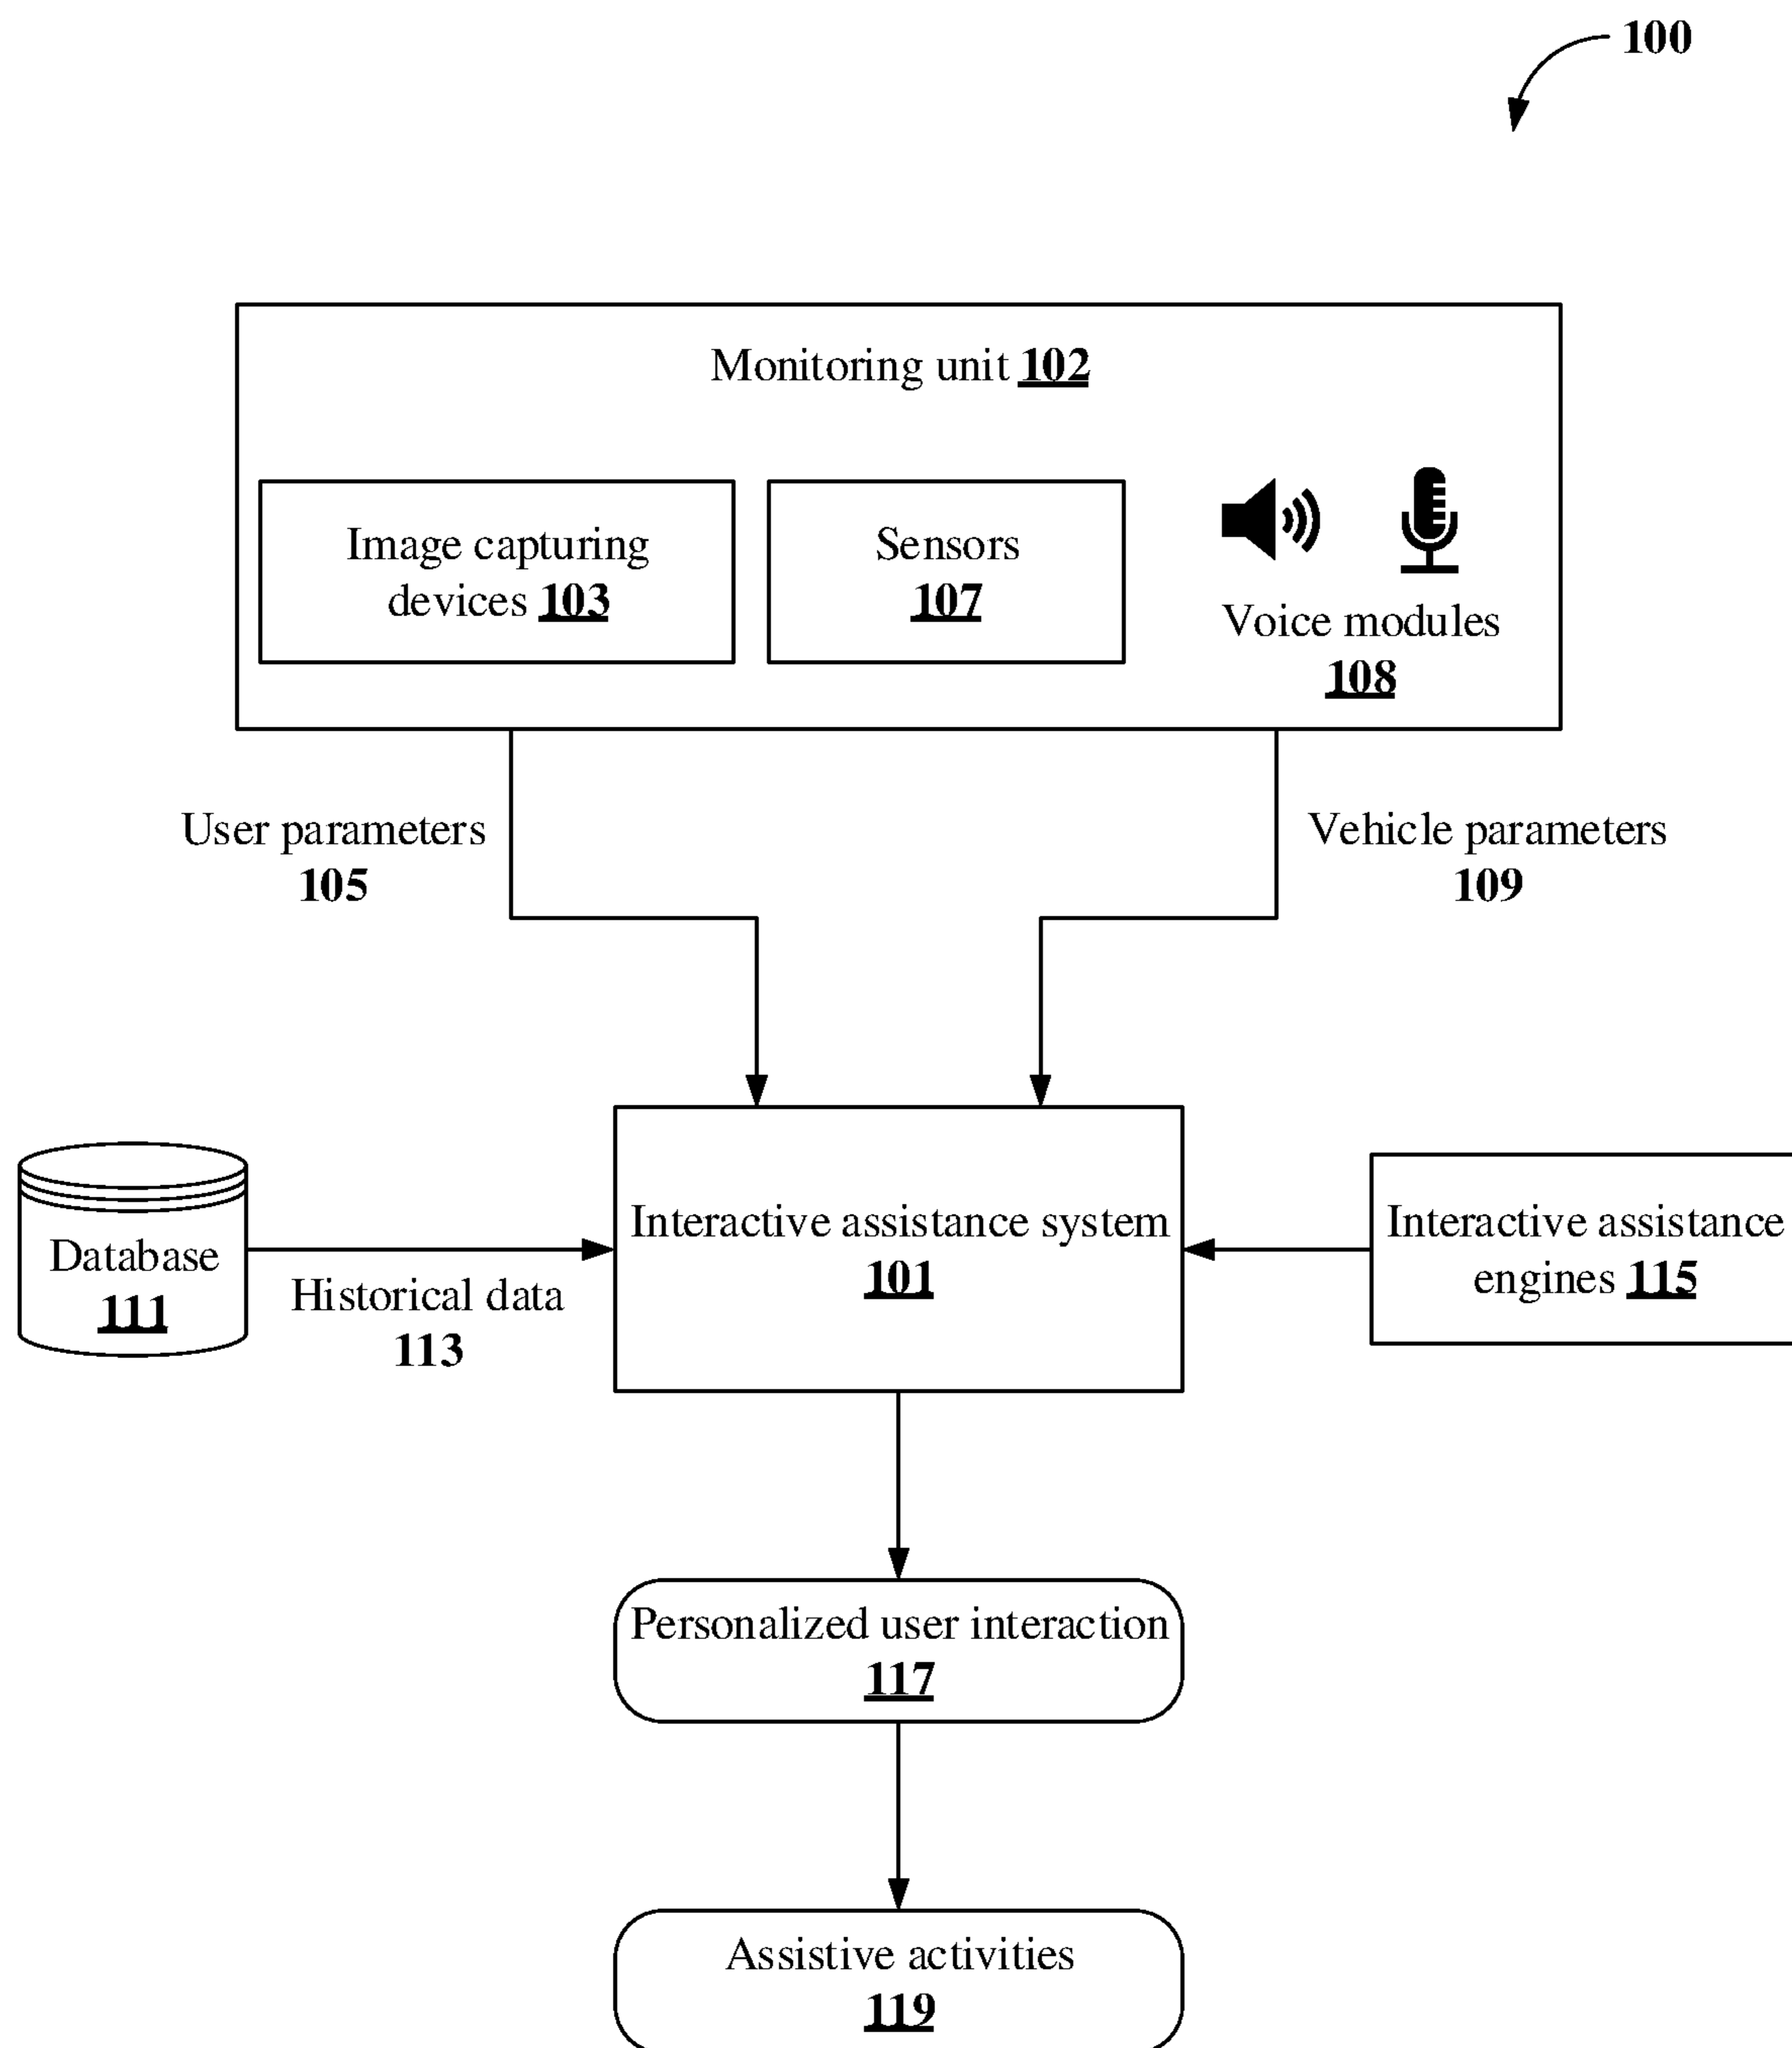 100
Monitoring unit 102
Image capturing
devices 103
Sensors
107
Voice modules
108
User parameters
105
Vehicle parameters
109
Database
111
Historical data
113
Interactive assistance system
101
Interactive assistance
engines 115
Personalized user interaction
117
Assistive activities
119